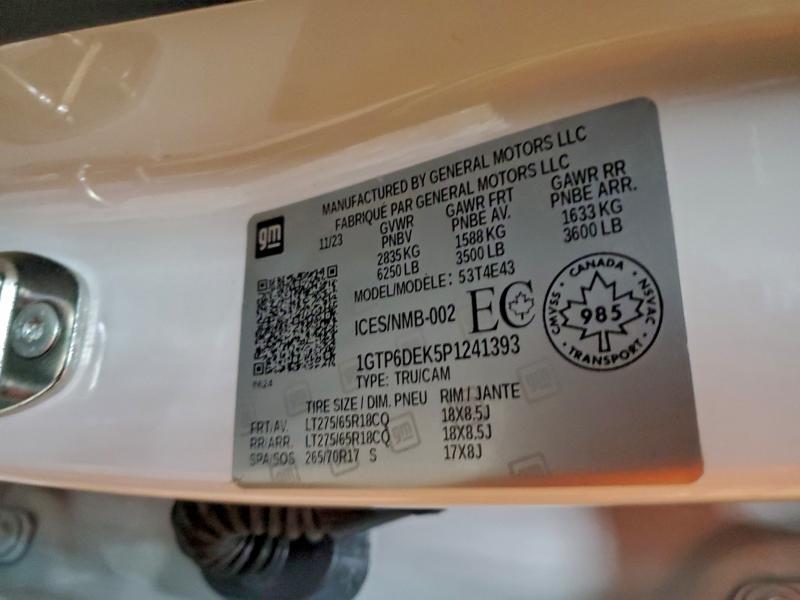 MANUFACTURED BY GENERAL MOTORS LLC
FABRIQUÉ PAR GENERAL MOTORS LLC
gm
11/23
GVWR GAWR FRT GAWR RR
PNBV PNBE AV. PNBE ARR.
2835 KG 1588 KG 1633 KG
6250 LB 3500 LB 3600 LB
MODEL/MODÈLE: 53T4E43
ICES/NMB-002 EC
CANADA NSVAC TRANSPORT CMVSS
985
1GTP6DEK5P1241393
TYPE: TRU/CAM
TIRE SIZE / DIM. PNEU RIM / JANTE
FRT/AV. LT275/65R18CQ 18X8.5J
RR/ARR. LT275/65R18CQ 18X8.5J
SPA/SOS 265/70R17 S 17X8J